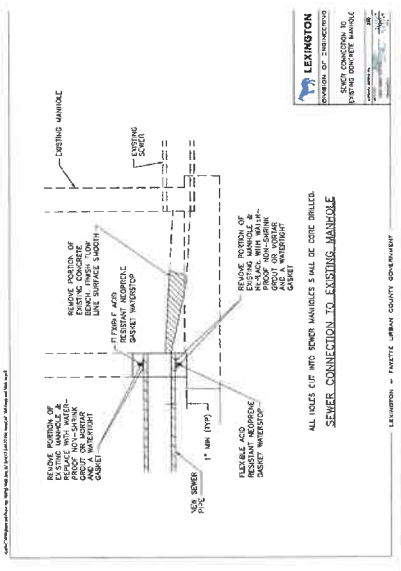 EXISTING MANHOLE
EXISTING
SEWER
REMOVE PORTION OF
EXISTING CONCRETE
BENCH. FINISH FLOW
LINE SURFACE SMOOTH
FLEXIBLE ACID
RESISTANT NEOPRENE
GASKET WATERSTOP
REMOVE PORTION OF
EXISTING MANHOLE &
REPLACE WITH WATER-
PROOF NON-SHRINK
GROUT OR MORTAR
AND A WATERTIGHT
GASKET
REMOVE PORTION OF
EXISTING MANHOLE &
REPLACE WITH WATER-
PROOF NON-SHRINK
GROUT OR MORTAR
AND A WATERTIGHT
GASKET
1" MIN (TYP)
NEW SEWER
PIPE
FLEXIBLE ACID
RESISTANT NEOPRENE
GASKET WATERSTOP
ALL HOLES CUT INTO SEWER MANHOLES SHALL BE CORE DRILLED.
SEWER CONNECTION TO EXISTING MANHOLE
LEXINGTON
DIVISION OF ENGINEERING
SEWER CONNECTION TO
EXISTING CONCRETE MANHOLE
LEXINGTON - FAYETTE URBAN COUNTY GOVERNMENT